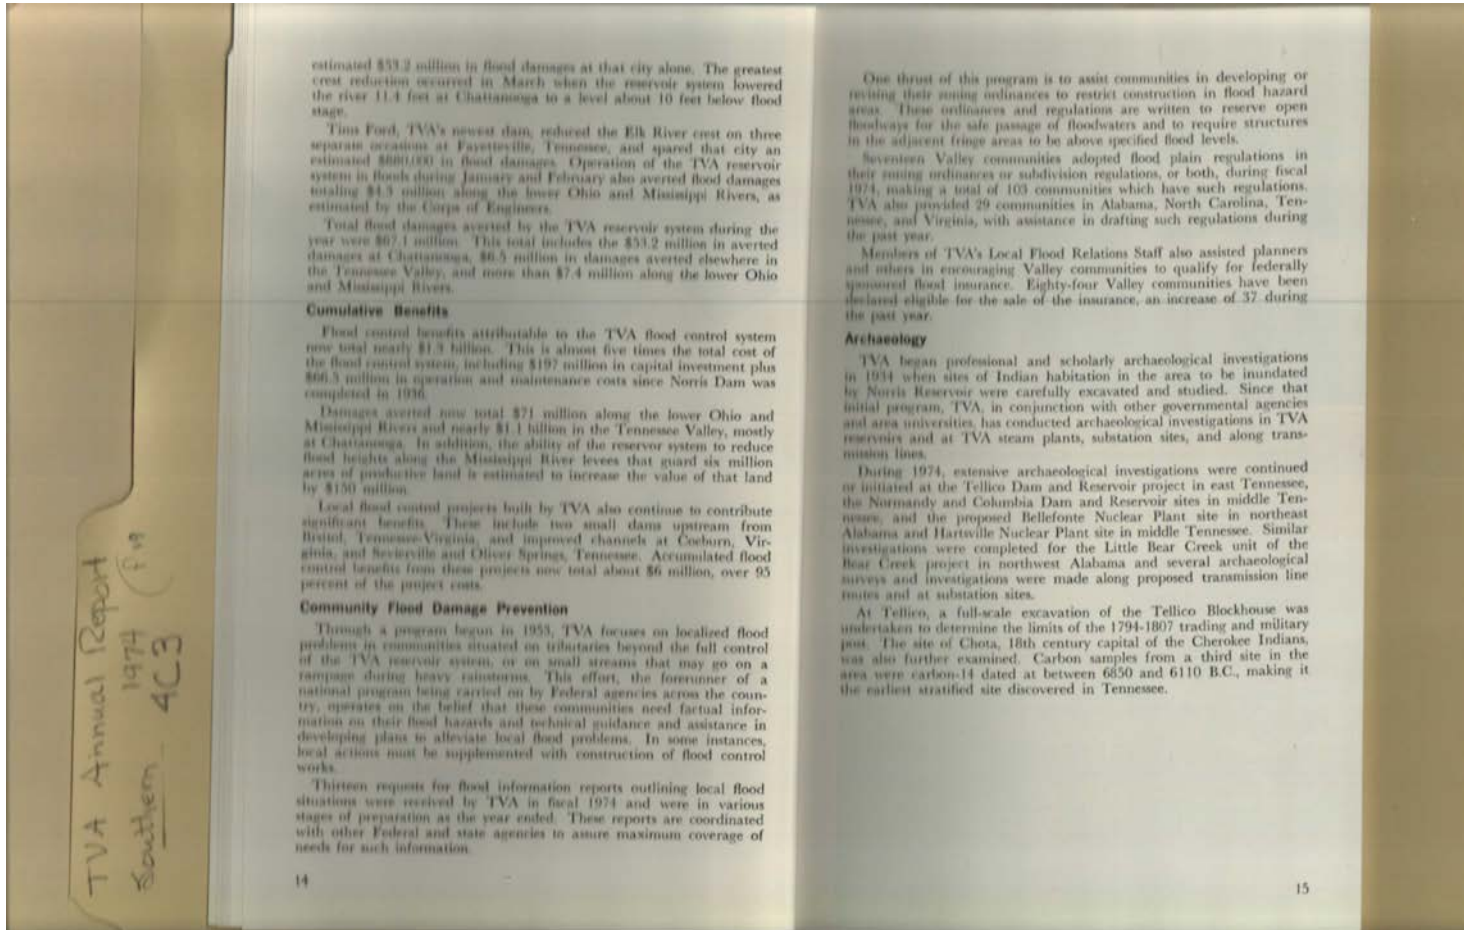 TVA Annual Report
1974
Southern 4C3
estimated $53.2 million in flood damages at that city alone. The greatest
crest reduction occurred in March when the reservoir system lowered
the river 11.4 feet at Chattanooga to a level about 10 feet below flood
stage.
Tims Ford, TVA's newest dam, reduced the Elk River crest on three
separate occasions at Fayetteville, Tennessee, and spared that city an
estimated $680,000 in flood damages. Operation of the TVA reservoir
system in floods during January and February also averted flood damages
totaling $4.3 million along the lower Ohio and Mississippi Rivers, as
estimated by the Corps of Engineers.
Total flood damages averted by the TVA reservoir system during the
year were $67.1 million. This total includes the $53.2 million in averted
damages at Chattanooga, $6.5 million in damages averted elsewhere in
the Tennessee Valley, and more than $7.4 million along the lower Ohio
and Mississippi Rivers.
Cumulative Benefits
Flood control benefits attributable to the TVA flood control system
now total nearly $1.3 billion. This is almost five times the total cost of
the flood control system, including $197 million in capital investment plus
$66.5 million in operation and maintenance costs since Norris Dam was
completed in 1936.
Damages averted now total $71 million along the lower Ohio and
Mississippi Rivers and nearly $1.1 billion in the Tennessee Valley, mostly
at Chattanooga. In addition, the ability of the reservor system to reduce
flood heights along the Mississippi River levees that guard six million
acres of productive land is estimated to increase the value of that land
by $150 million.
Local flood control projects built by TVA also continue to contribute
significant benefits. These include two small dams upstream from
Bristol, Tennessee-Virginia, and improved channels at Coeburn, Vir-
ginia, and Sevierville and Oliver Springs, Tennessee. Accumulated flood
control benefits from these projects now total about $6 million, over 95
percent of the project costs.
Community Flood Damage Prevention
Through a program begun in 1953, TVA focuses on localized flood
problems in communities situated on tributaries beyond the full control
of the TVA reservoir system, or on small streams that may go on a
rampage during heavy rainstorms. This effort, the forerunner of a
national program being carried on by Federal agencies across the coun-
try, operates on the belief that these communities need factual infor-
mation on their flood hazards and technical guidance and assistance in
developing plans to alleviate local flood problems. In some instances,
local actions must be supplemented with construction of flood control
works.
Thirteen requests for flood information reports outlining local flood
situations were received by TVA in fiscal 1974 and were in various
stages of preparation as the year ended. These reports are coordinated
with other Federal and state agencies to assure maximum coverage of
needs for such information.
14
One thrust of this program is to assist communities in developing or
revising their zoning ordinances to restrict construction in flood hazard
areas. These ordinances and regulations are written to reserve open
floodways for the safe passage of floodwaters and to require structures
in the adjacent fringe areas to be above specified flood levels.
Seventeen Valley communities adopted flood plain regulations in
their zoning ordinances or subdivision regulations, or both, during fiscal
1974, making a total of 103 communities which have such regulations.
TVA also provided 29 communities in Alabama, North Carolina, Ten-
nessee, and Virginia, with assistance in drafting such regulations during
the past year.
Members of TVA's Local Flood Relations Staff also assisted planners
and others in encouraging Valley communities to qualify for federally
sponsored flood insurance. Eighty-four Valley communities have been
declared eligible for the sale of the insurance, an increase of 37 during
the past year.
Archaeology
TVA began professional and scholarly archaeological investigations
in 1934 when sites of Indian habitation in the area to be inundated
by Norris Reservoir were carefully excavated and studied. Since that
initial program, TVA, in conjunction with other governmental agencies
and area universities, has conducted archaeological investigations in TVA
reservoirs and at TVA steam plants, substation sites, and along trans-
mission lines.
During 1974, extensive archaeological investigations were continued
or initiated at the Tellico Dam and Reservoir project in east Tennessee,
the Normandy and Columbia Dam and Reservoir sites in middle Ten-
nessee, and the proposed Bellefonte Nuclear Plant site in northeast
Alabama and Hartsville Nuclear Plant site in middle Tennessee. Similar
investigations were completed for the Little Bear Creek unit of the
Bear Creek project in northwest Alabama and several archaeological
surveys and investigations were made along proposed transmission line
routes and at substation sites.
At Tellico, a full-scale excavation of the Tellico Blockhouse was
undertaken to determine the limits of the 1794-1807 trading and military
post. The site of Chota, 18th century capital of the Cherokee Indians,
was also further examined. Carbon samples from a third site in the
area were carbon-14 dated at between 6850 and 6110 B.C., making it
the earliest stratified site discovered in Tennessee.
15